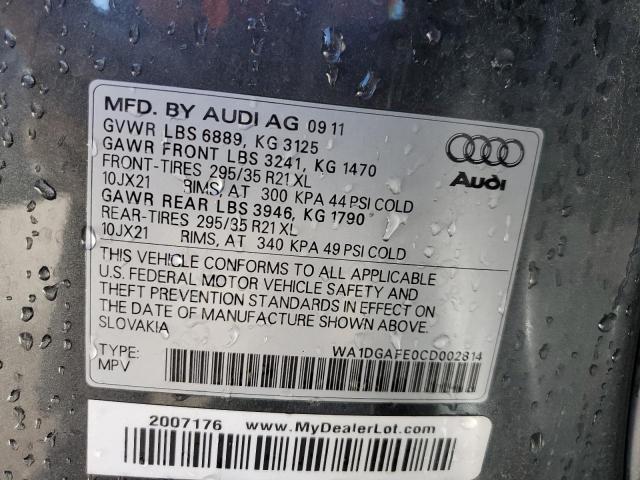 MFD. BY AUDI AG 09 11
GVWR LBS 6889, KG 3125
GAWR FRONT LBS 3241, KG 1470
FRONT-TIRES 295/35 R21 XL
10JX21 RIMS, AT 300 KPA 44 PSI COLD
GAWR REAR LBS 3946, KG 1790
REAR-TIRES 295/35 R21 XL
10JX21 RIMS, AT 340 KPA 49 PSI COLD
Audi
THIS VEHICLE CONFORMS TO ALL APPLICABLE
U.S. FEDERAL MOTOR VEHICLE SAFETY AND
THEFT PREVENTION STANDARDS IN EFFECT ON
THE DATE OF MANUFACTURE SHOWN ABOVE.
SLOVAKIA
TYPE: WA1DGAFE0CD002814
MPV
2007176 www.MyDealerLot.com